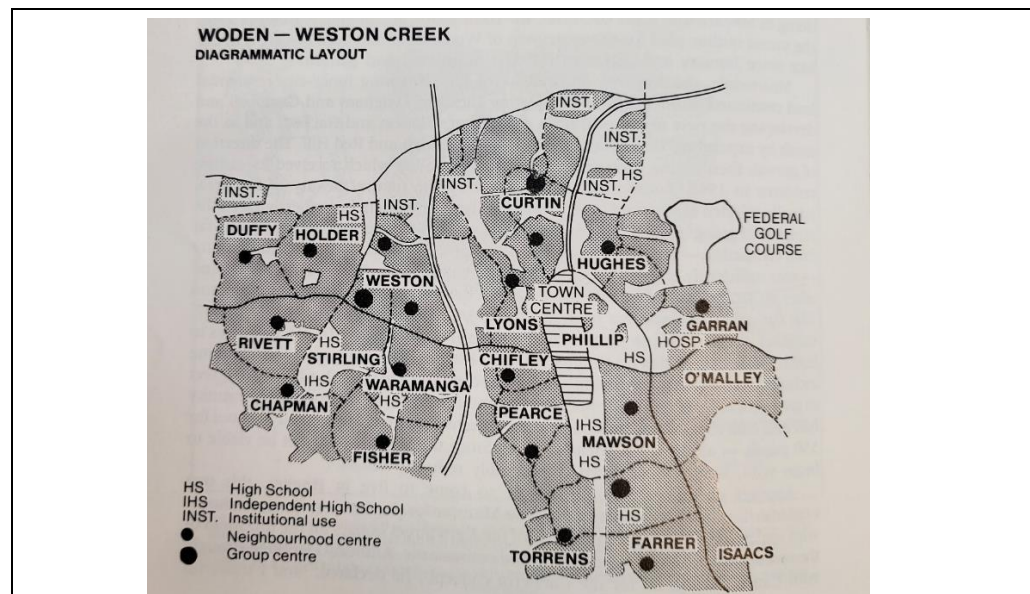 WODEN — WESTON CREEK
DIAGRAMMATIC LAYOUT
INST.
INST.
HS
INST.
INST.
INST.
INST.
CURTIN
HS
DUFFY
HOLDER
HUGHES
FEDERAL
GOLF
COURSE
WESTON
TOWN
CENTRE
LYONS
PHILLIP
GARRAN
HOSP.
HS
RIVETT
HS
STIRLING
IHS
CHAPMAN
WARAMANGA
HS
FISHER
CHIFLEY
O'MALLEY
PEARCE
IHS
MAWSON
HS
HS
TORRENS
FARRER
ISAACS
HS High School
IHS Independent High School
INST. Institutional use
Neighbourhood centre
Group centre